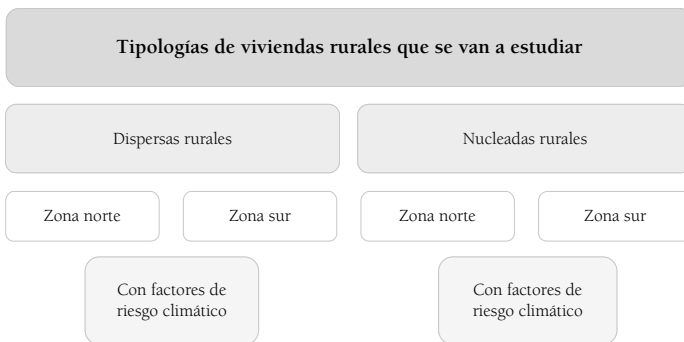 Tipologías de viviendas rurales que se van a estudiar
Dispersas rurales
Nucleadas rurales
Zona norte
Zona sur
Zona norte
Zona sur
Con factores de
riesgo climático
Con factores de
riesgo climático